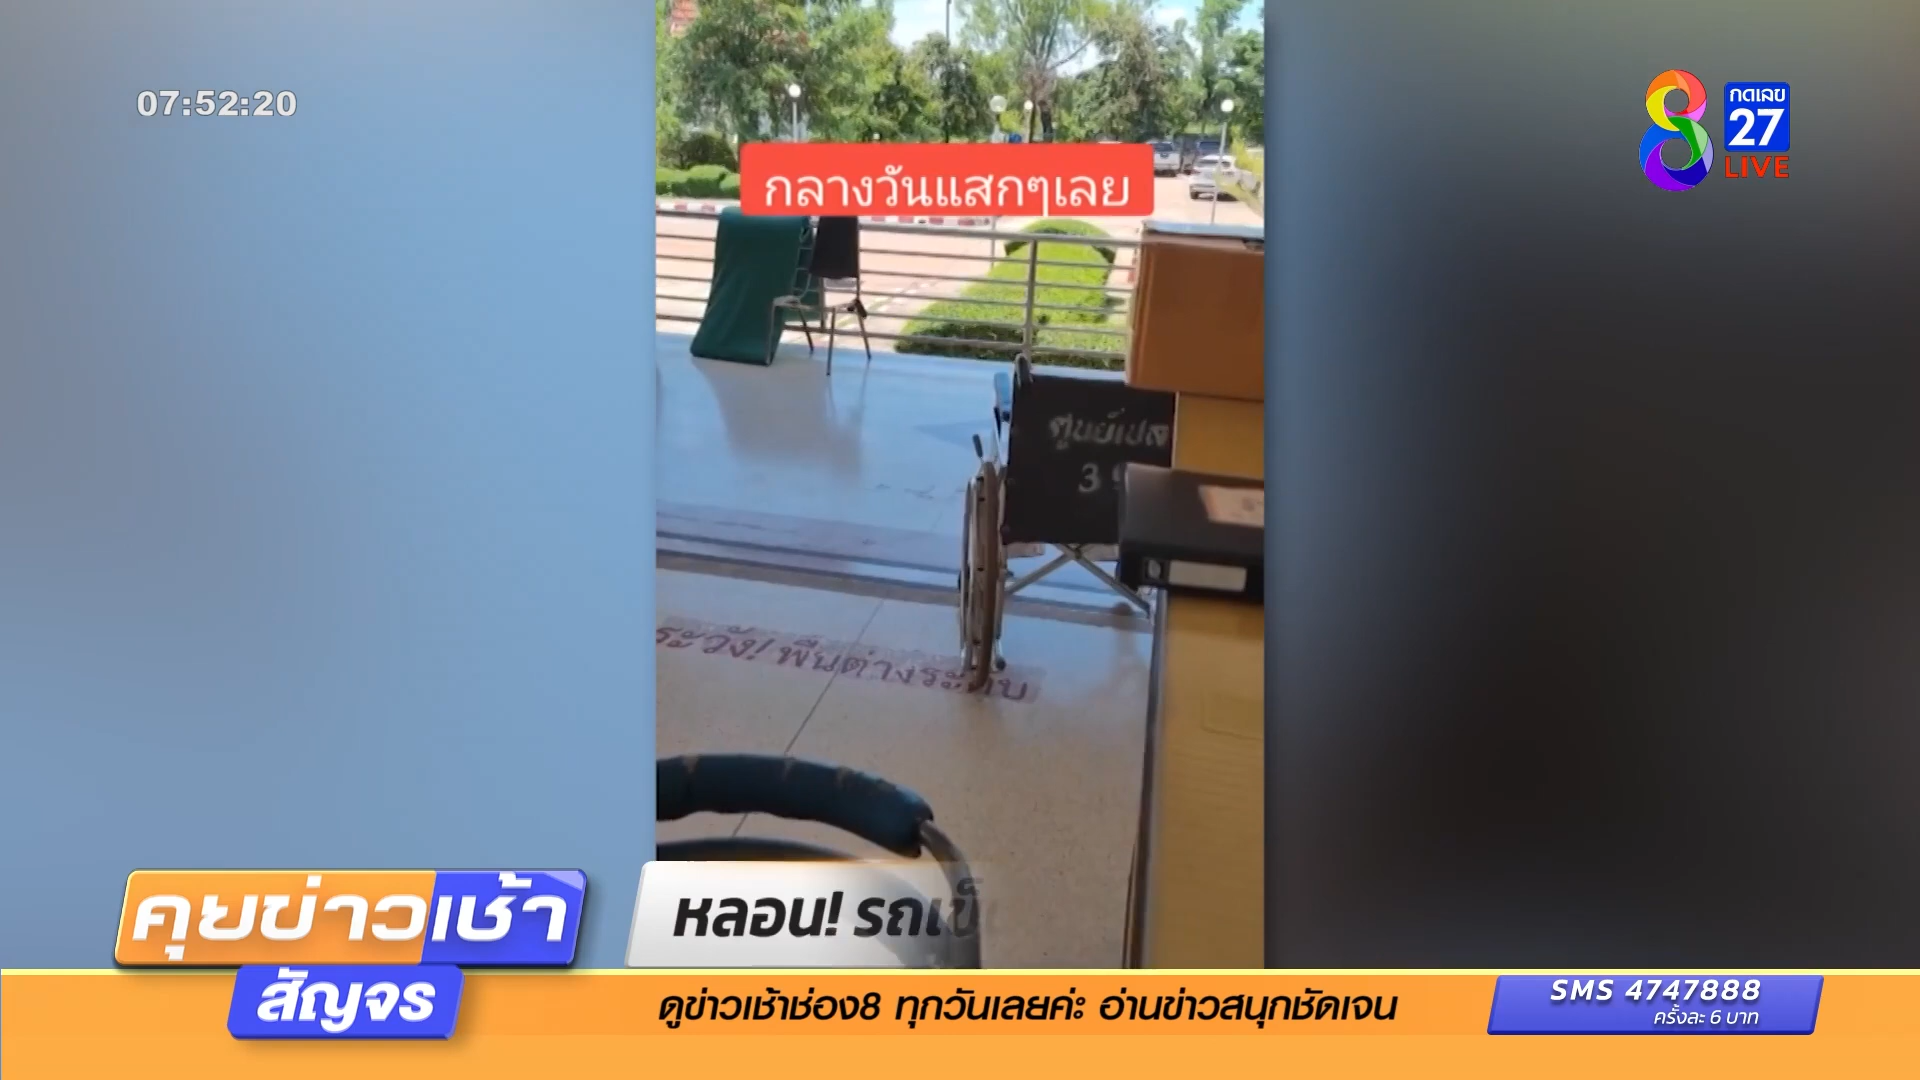 07:52:20
กดเลข
27
LIVE
กลางวันแสกๆเลย
ศูนย์เปล
3
ระวัง! พื้นต่างระดับ
คุยข่าวเช้า
หลอน! รถเข็
สัญจร
ดูข่าวเช้าช่อง8 ทุกวันเลยค่ะ อ่านข่าวสนุกชัดเจน
SMS 4747888
ครั้งละ 6 บาท